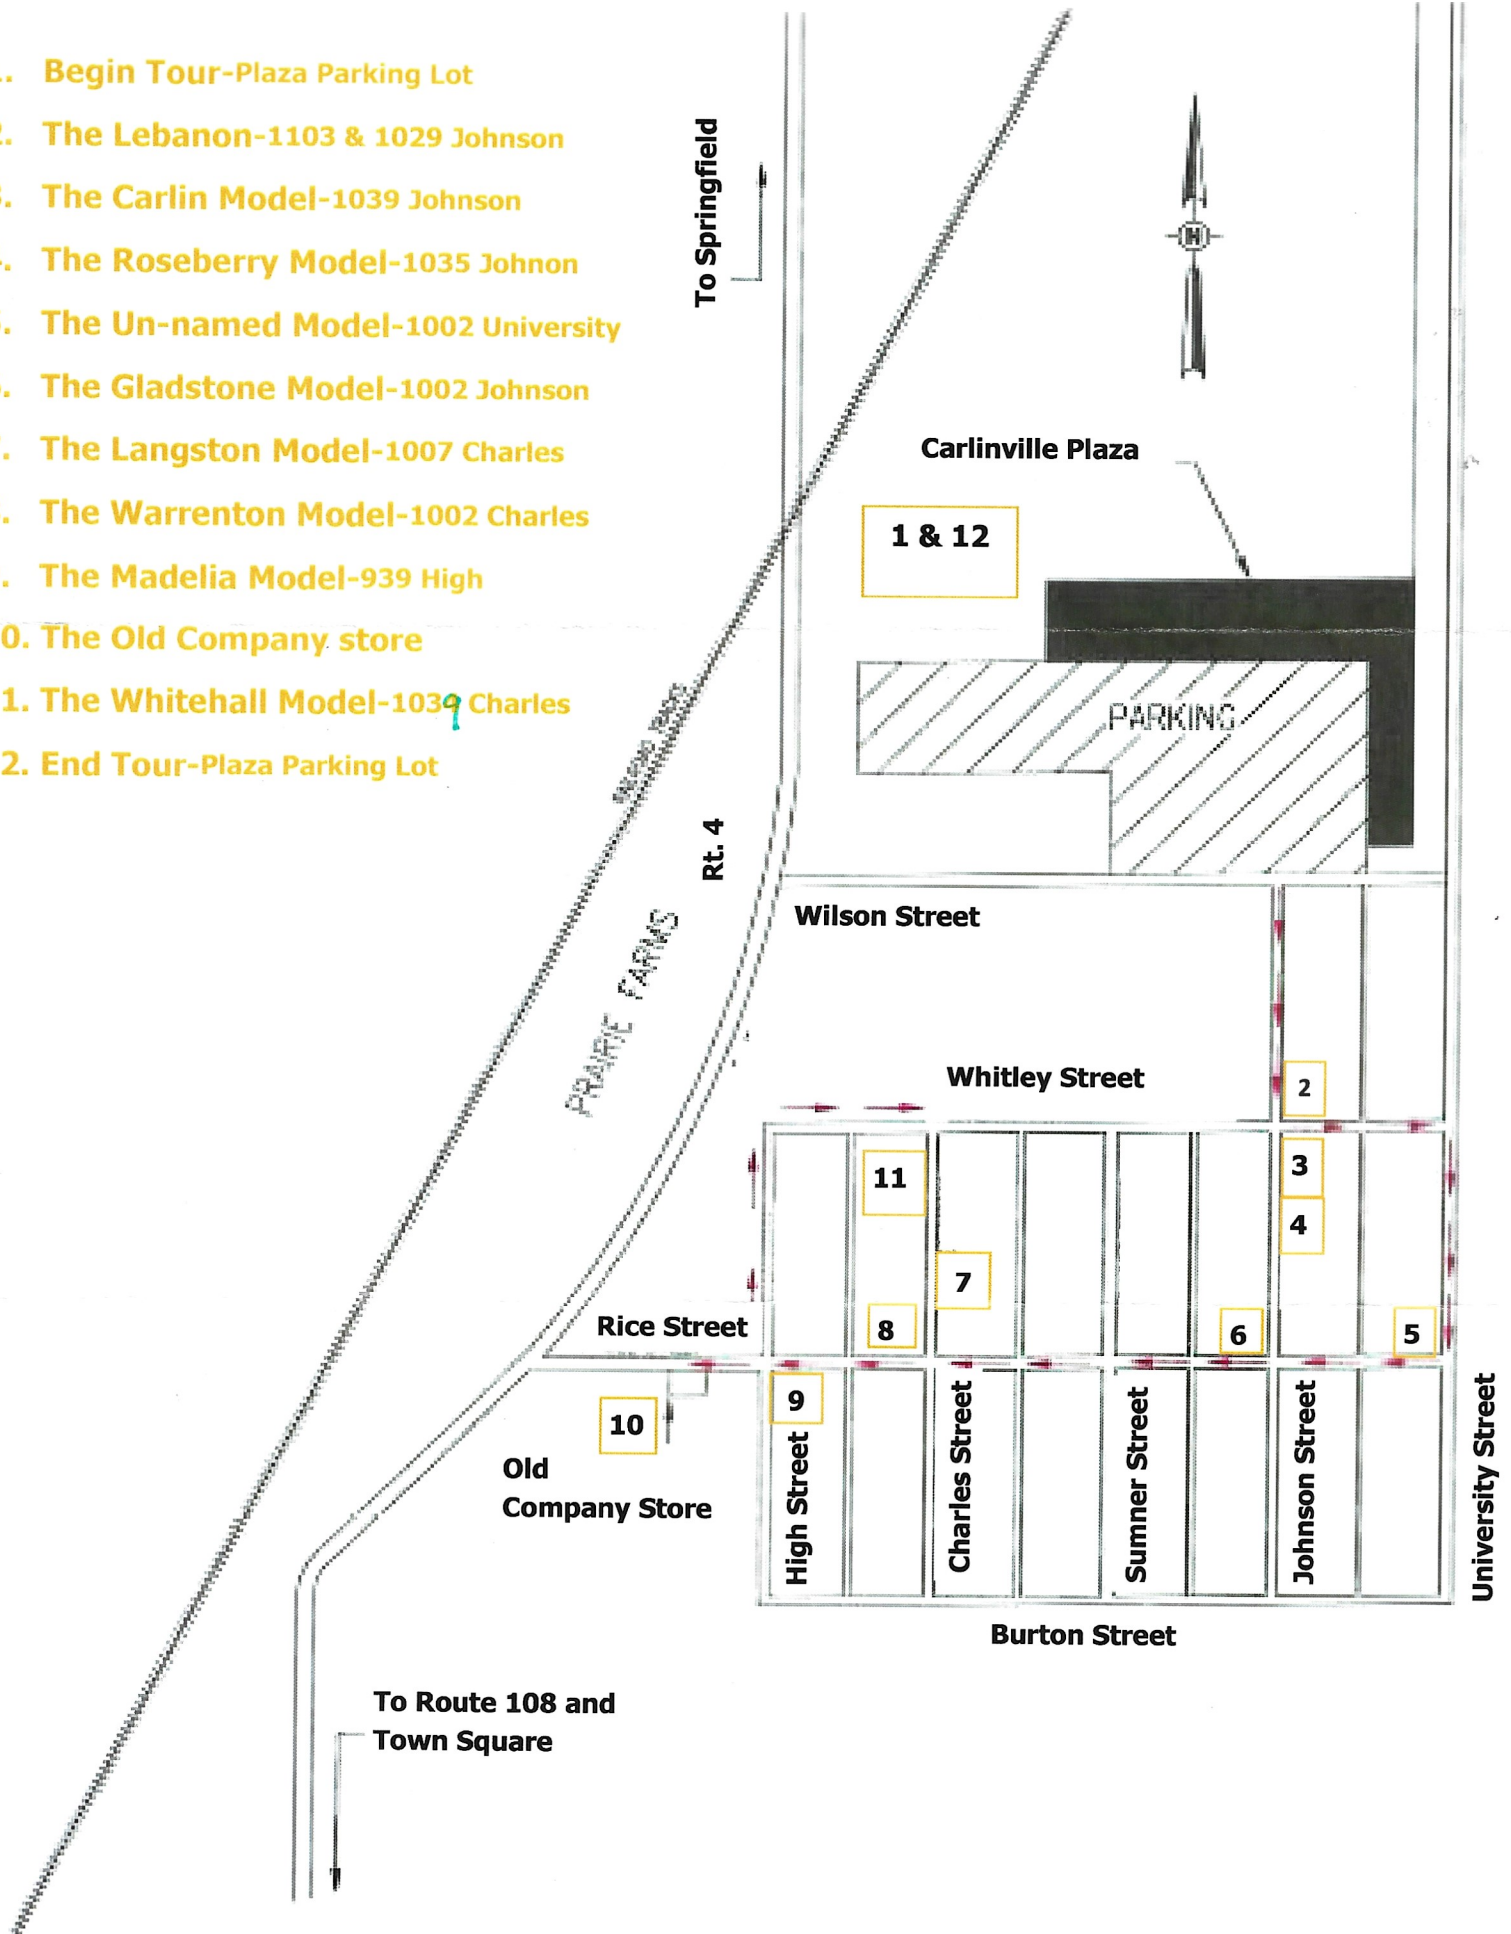 . Begin Tour-Plaza Parking Lot
. The Lebanon-1103 & 1029 Johnson
. The Carlin Model-1039 Johnson
. The Roseberry Model-1035 Johnon
. The Un-named Model-1002 University
. The Gladstone Model-1002 Johnson
. The Langston Model-1007 Charles
. The Warrenton Model-1002 Charles
. The Madelia Model-939 High
0. The Old Company store
1. The Whitehall Model-1039 Charles
2. End Tour-Plaza Parking Lot
To Springfield
N
Carlinville Plaza
1 & 12
PARKING
Rt. 4
PRAIRIE FARMS
Wilson Street
Whitley Street
2
3
4
11
7
8
6
5
Rice Street
9
10
Old
Company Store
High Street
Charles Street
Sumner Street
Johnson Street
University Street
Burton Street
To Route 108 and
Town Square